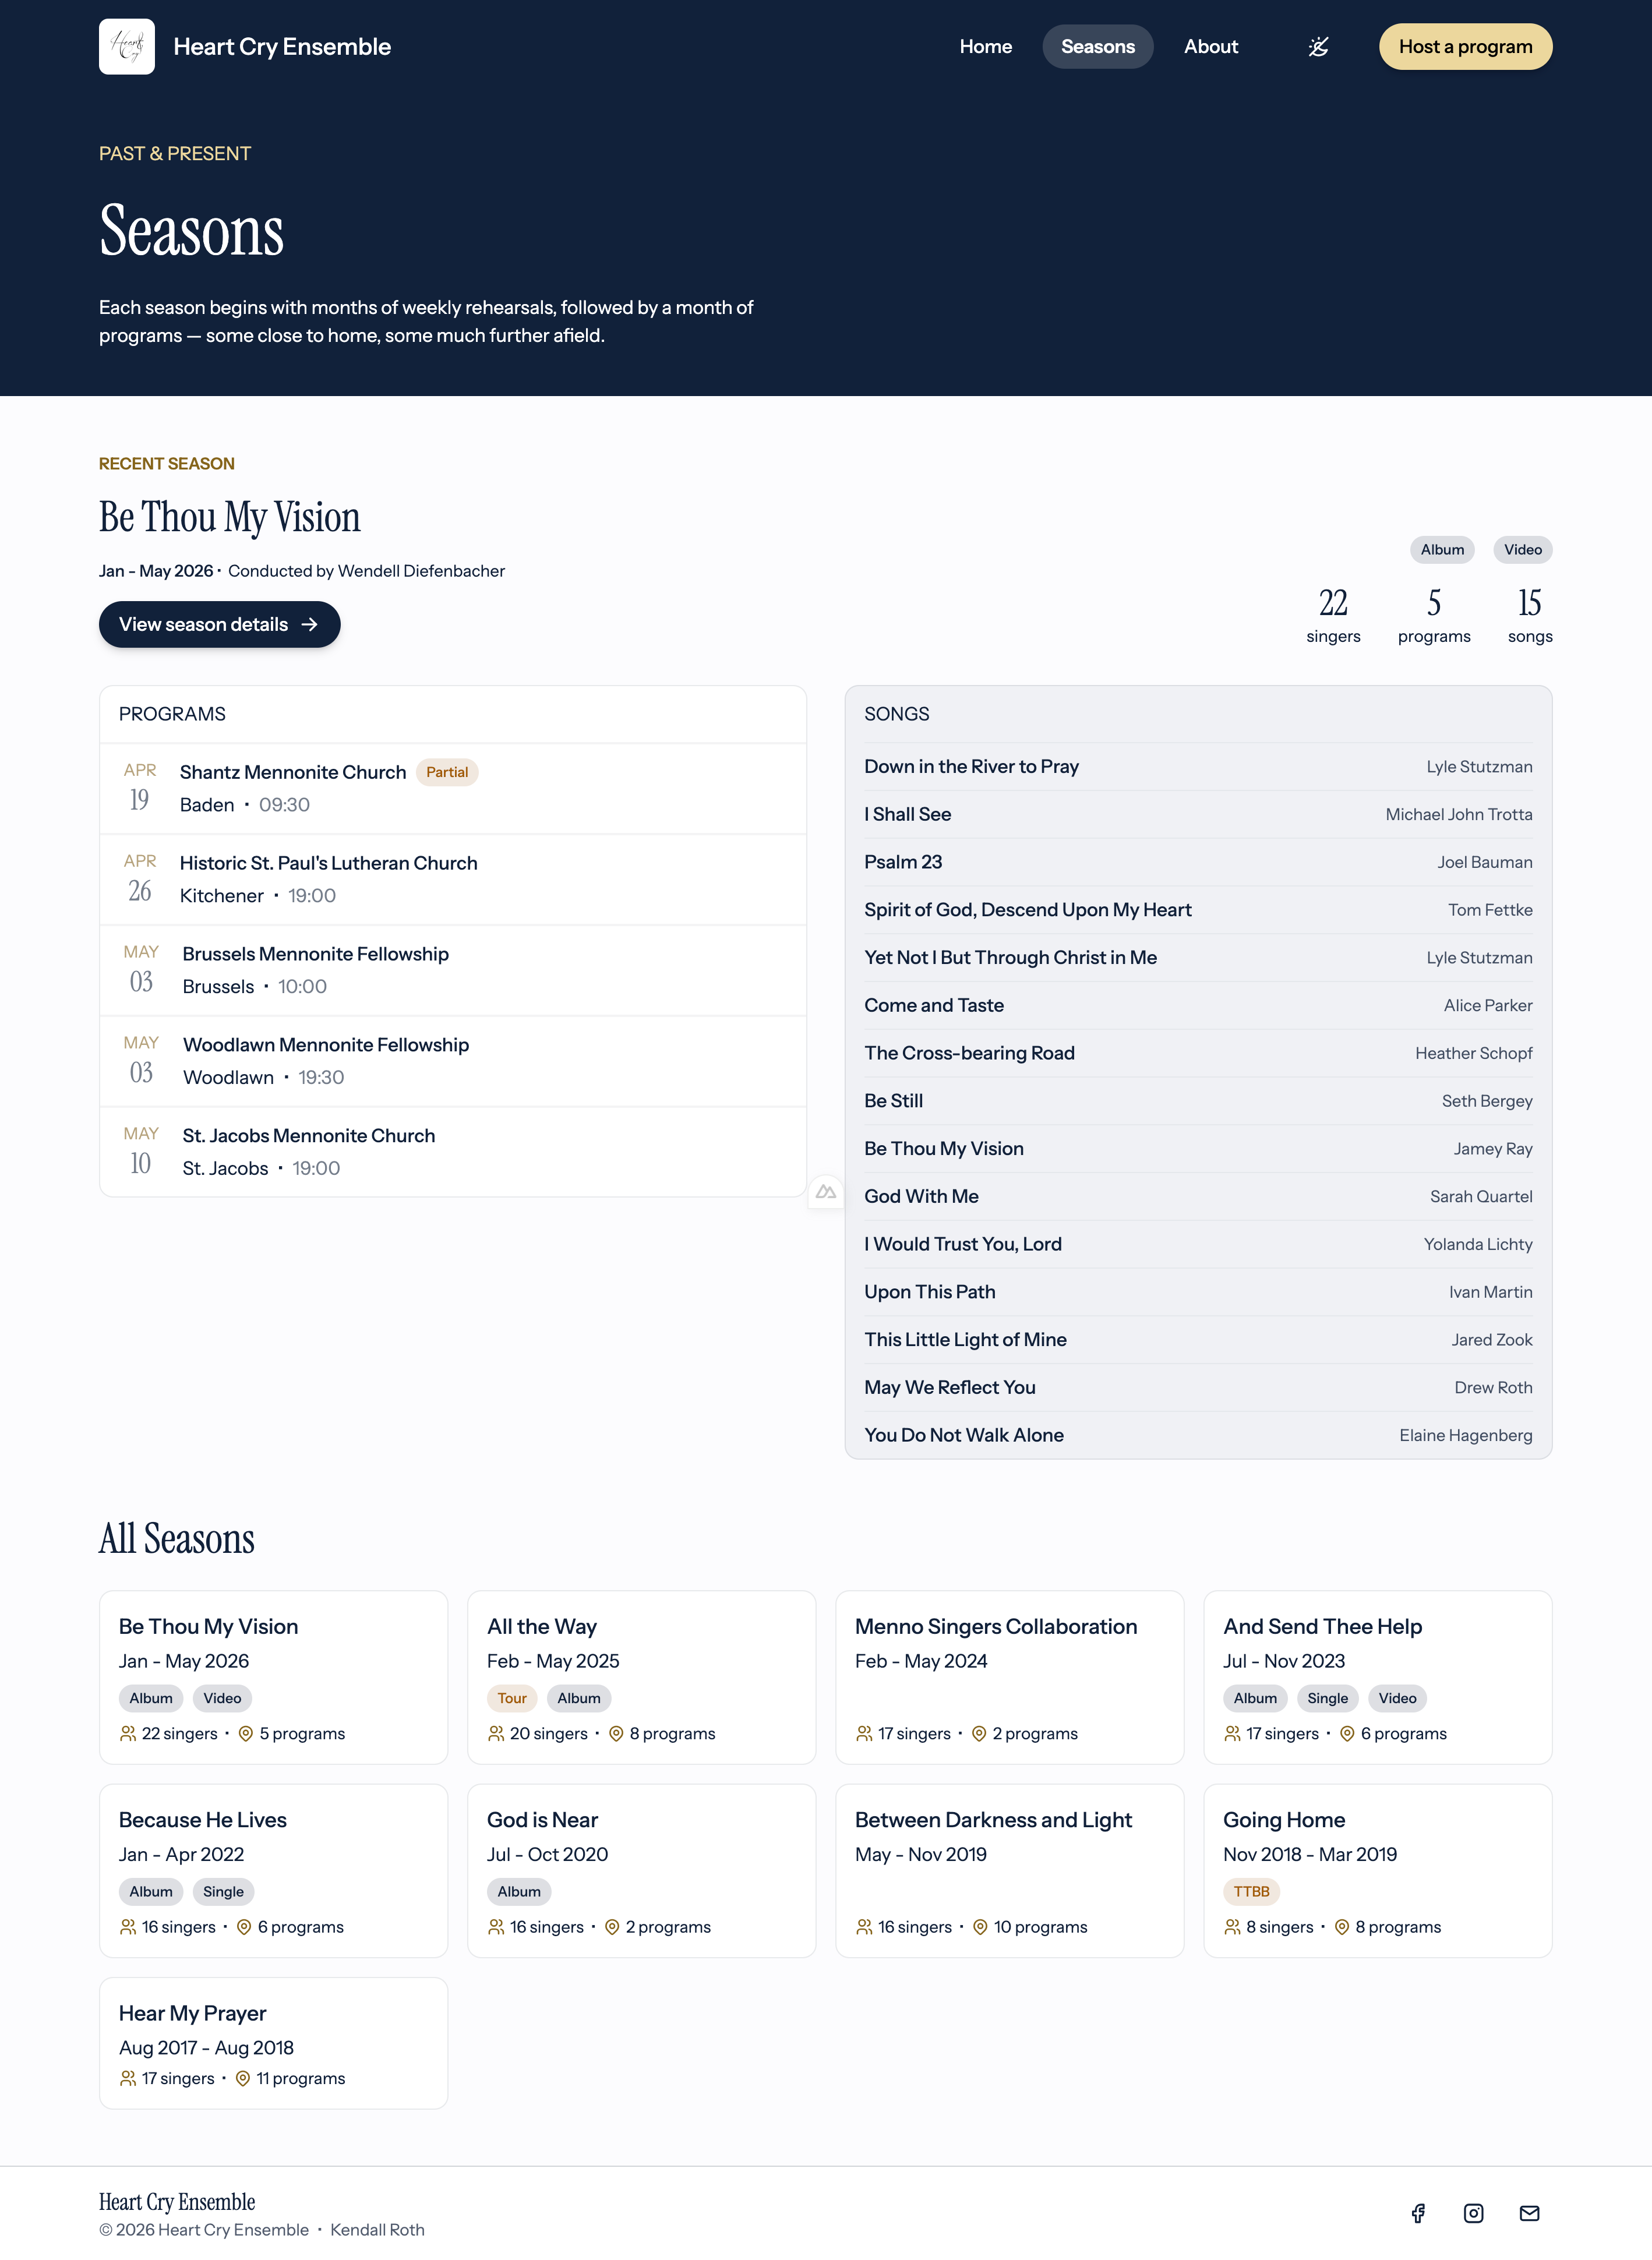 Heart Cry
Heart Cry Ensemble
Home
Seasons
About
Host a program
PAST & PRESENT
Seasons
Each season begins with months of weekly rehearsals, followed by a month of
programs — some close to home, some much further afield.
RECENT SEASON
Be Thou My Vision
Jan - May 2026 · Conducted by Wendell Diefenbacher
View season details
Album
Video
22
singers
5
programs
15
songs
PROGRAMS
APR
19
Shantz Mennonite Church
Partial
Baden · 09:30
APR
26
Historic St. Paul's Lutheran Church
Kitchener · 19:00
MAY
03
Brussels Mennonite Fellowship
Brussels · 10:00
MAY
03
Woodlawn Mennonite Fellowship
Woodlawn · 19:30
MAY
10
St. Jacobs Mennonite Church
St. Jacobs · 19:00
SONGS
Down in the River to Pray Lyle Stutzman
I Shall See Michael John Trotta
Psalm 23 Joel Bauman
Spirit of God, Descend Upon My Heart Tom Fettke
Yet Not I But Through Christ in Me Lyle Stutzman
Come and Taste Alice Parker
The Cross-bearing Road Heather Schopf
Be Still Seth Bergey
Be Thou My Vision Jamey Ray
God With Me Sarah Quartel
I Would Trust You, Lord Yolanda Lichty
Upon This Path Ivan Martin
This Little Light of Mine Jared Zook
May We Reflect You Drew Roth
You Do Not Walk Alone Elaine Hagenberg
All Seasons
Be Thou My Vision
Jan - May 2026
Album Video
22 singers · 5 programs
All the Way
Feb - May 2025
Tour Album
20 singers · 8 programs
Menno Singers Collaboration
Feb - May 2024
17 singers · 2 programs
And Send Thee Help
Jul - Nov 2023
Album Single Video
17 singers · 6 programs
Because He Lives
Jan - Apr 2022
Album Single
16 singers · 6 programs
God is Near
Jul - Oct 2020
Album
16 singers · 2 programs
Between Darkness and Light
May - Nov 2019
16 singers · 10 programs
Going Home
Nov 2018 - Mar 2019
TTBB
8 singers · 8 programs
Hear My Prayer
Aug 2017 - Aug 2018
17 singers · 11 programs
Heart Cry Ensemble
© 2026 Heart Cry Ensemble · Kendall Roth